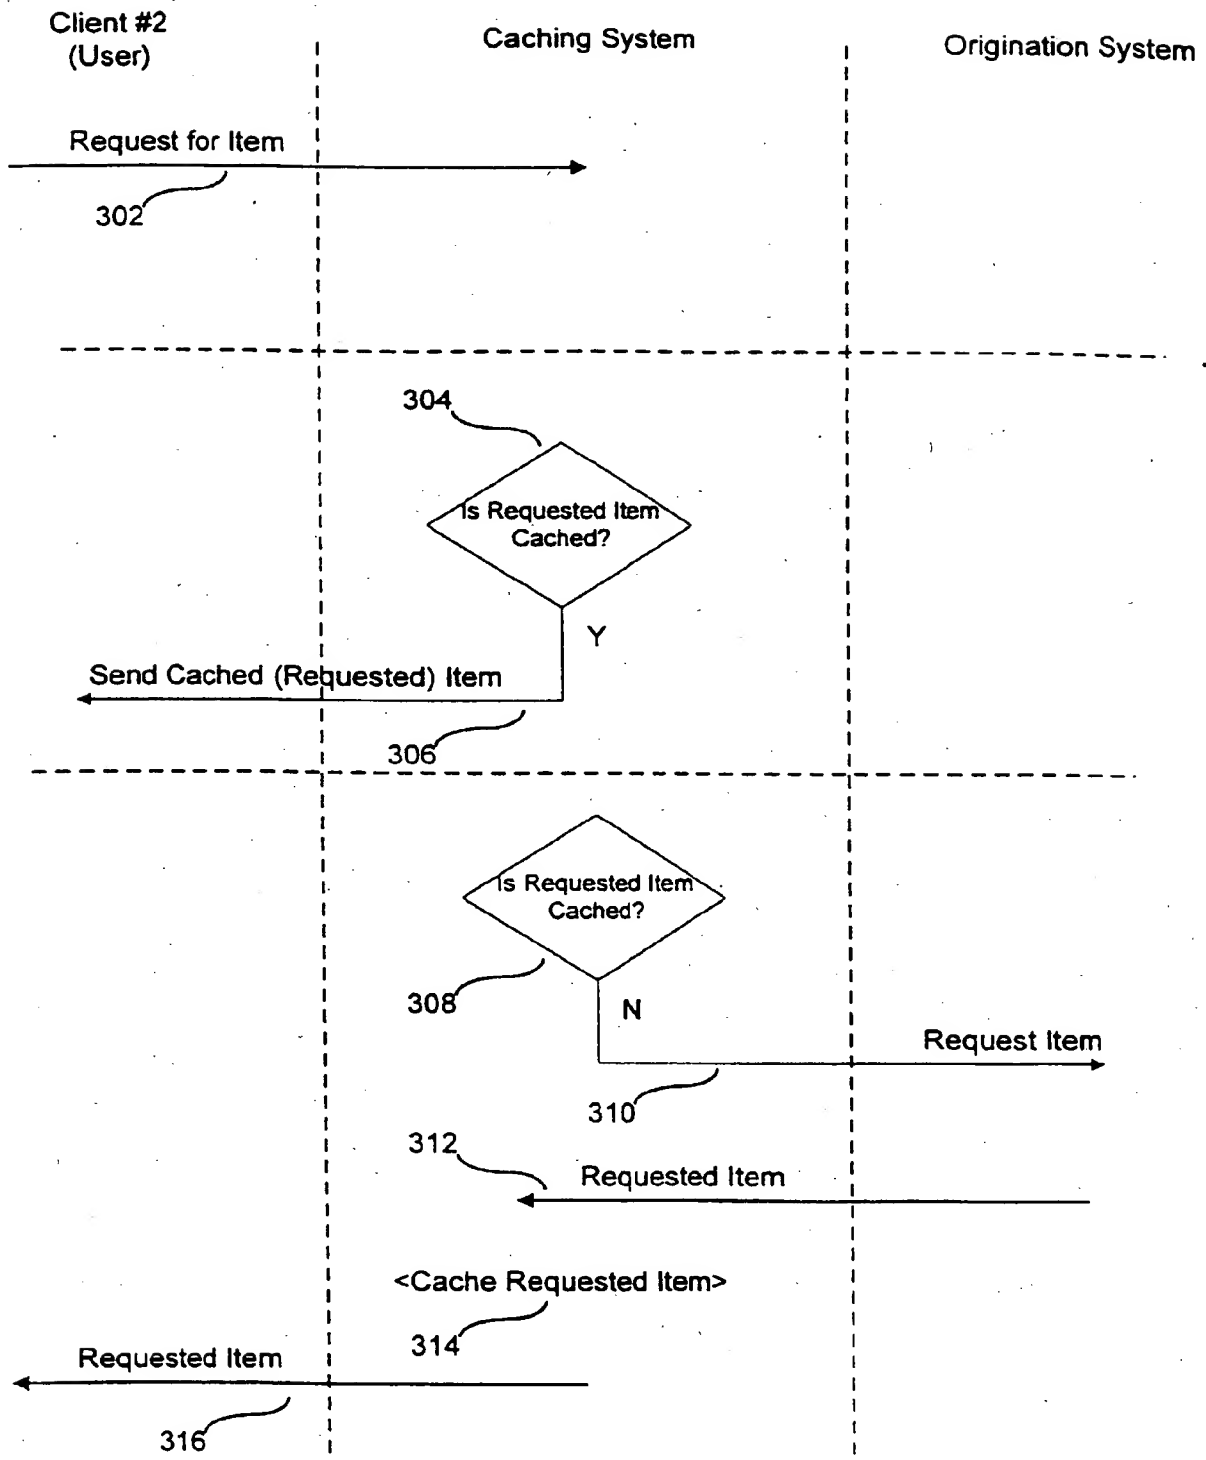 Client #2
(User)
Caching System
Origination System
Request for Item
302
304
Is Requested Item
Cached?
Y
Send Cached (Requested) Item
306
Is Requested Item
Cached?
308
N
Request Item
310
312
Requested Item
<Cache Requested Item>
314
Requested Item
316